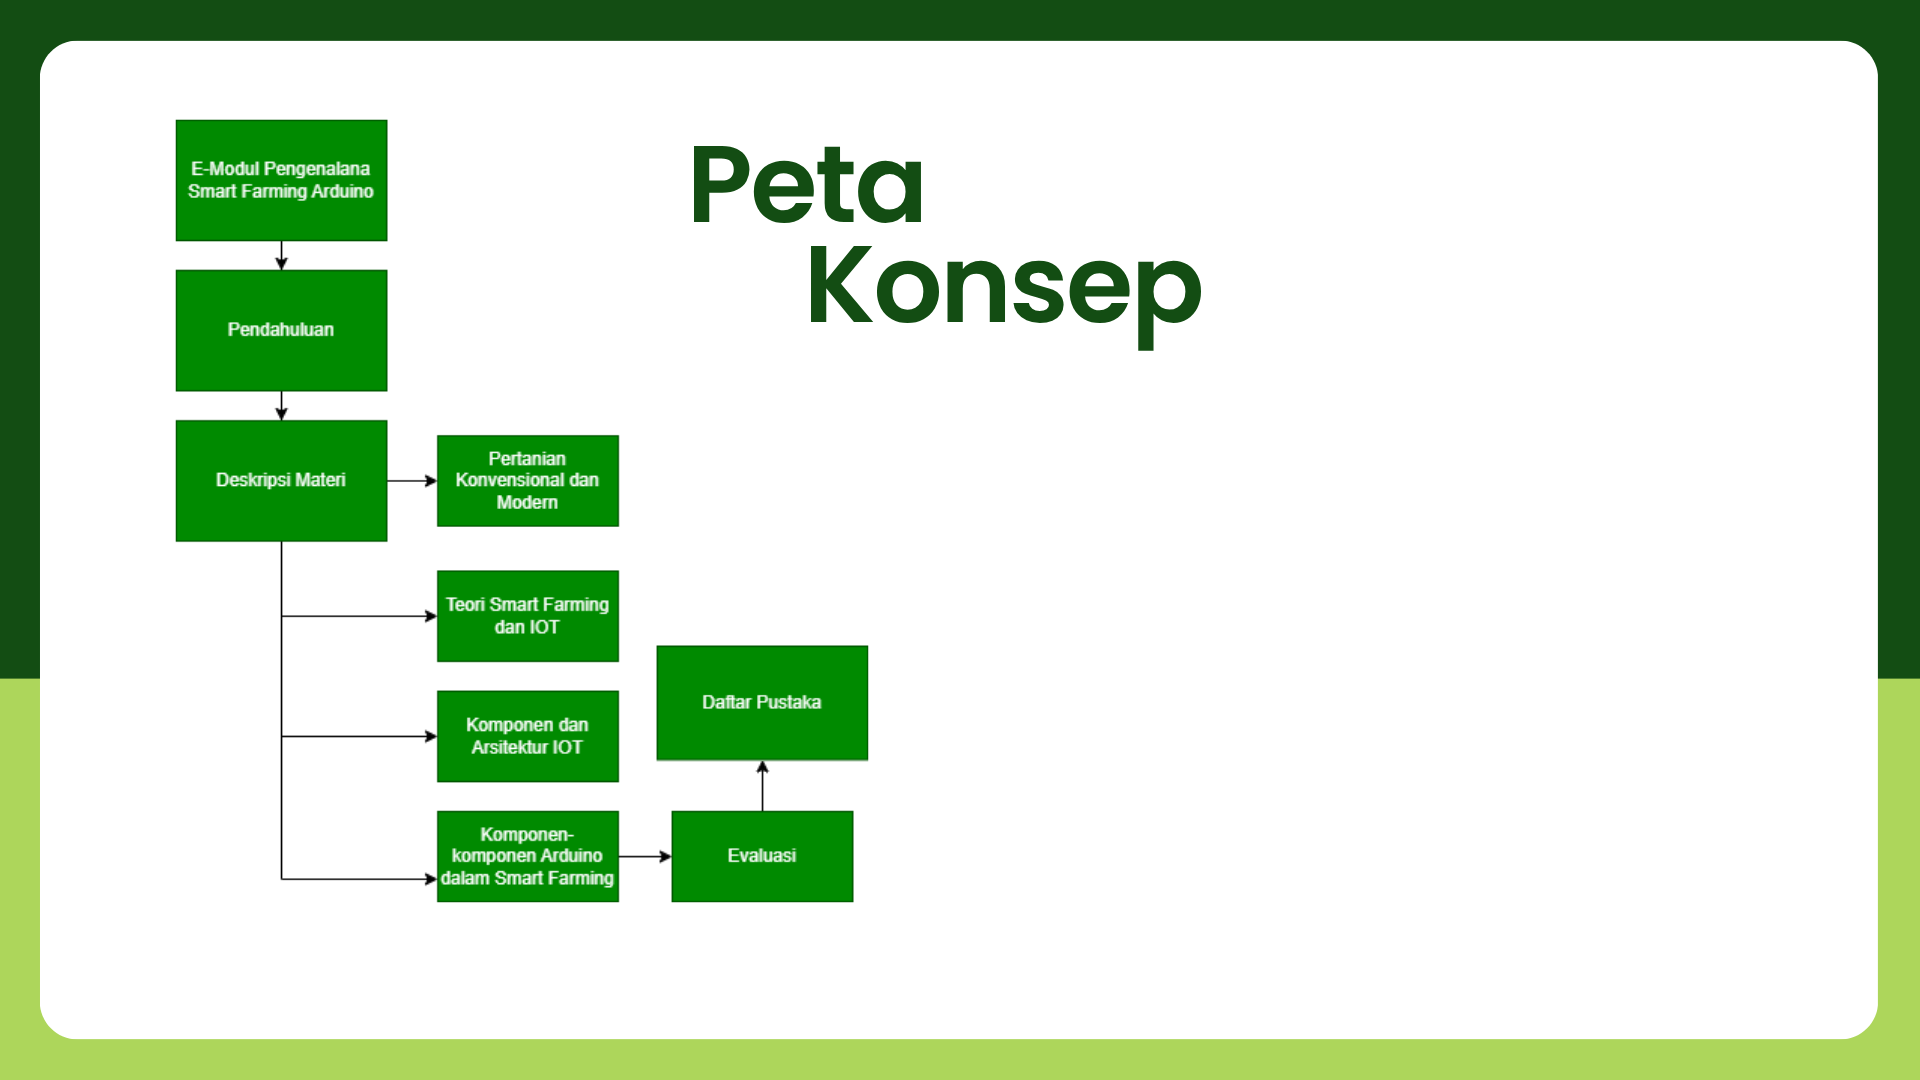 Peta
Konsep
E-Modul Pengenalana
Smart Farming Arduino
Pendahuluan
Deskripsi Materi
Pertanian
Konvensional dan
Modern
Teori Smart Farming
dan IOT
Komponen dan
Arsitektur IOT
Komponen-
komponen Arduino
dalam Smart Farming
Evaluasi
Daftar Pustaka